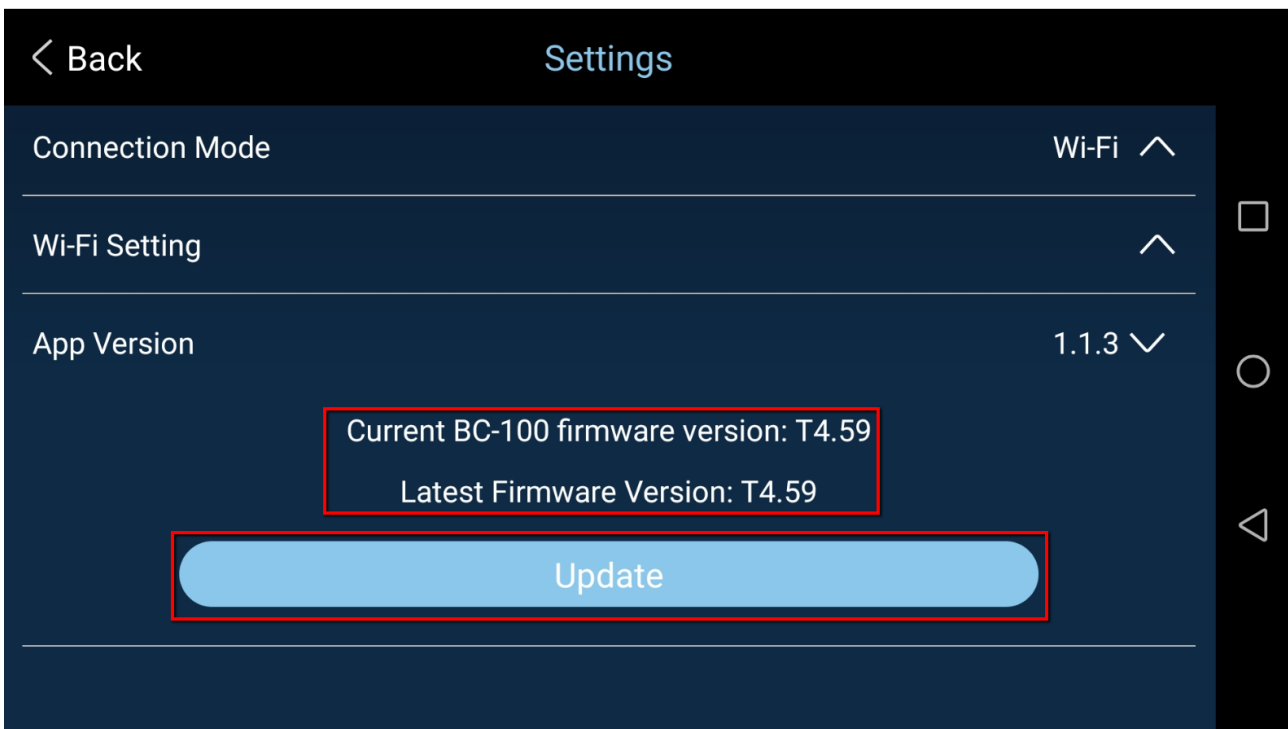 Back
Settings
Connection Mode
Wi-Fi
Wi-Fi Setting
App Version
1.1.3
Current BC-100 firmware version: T4.59
Latest Firmware Version: T4.59
Update